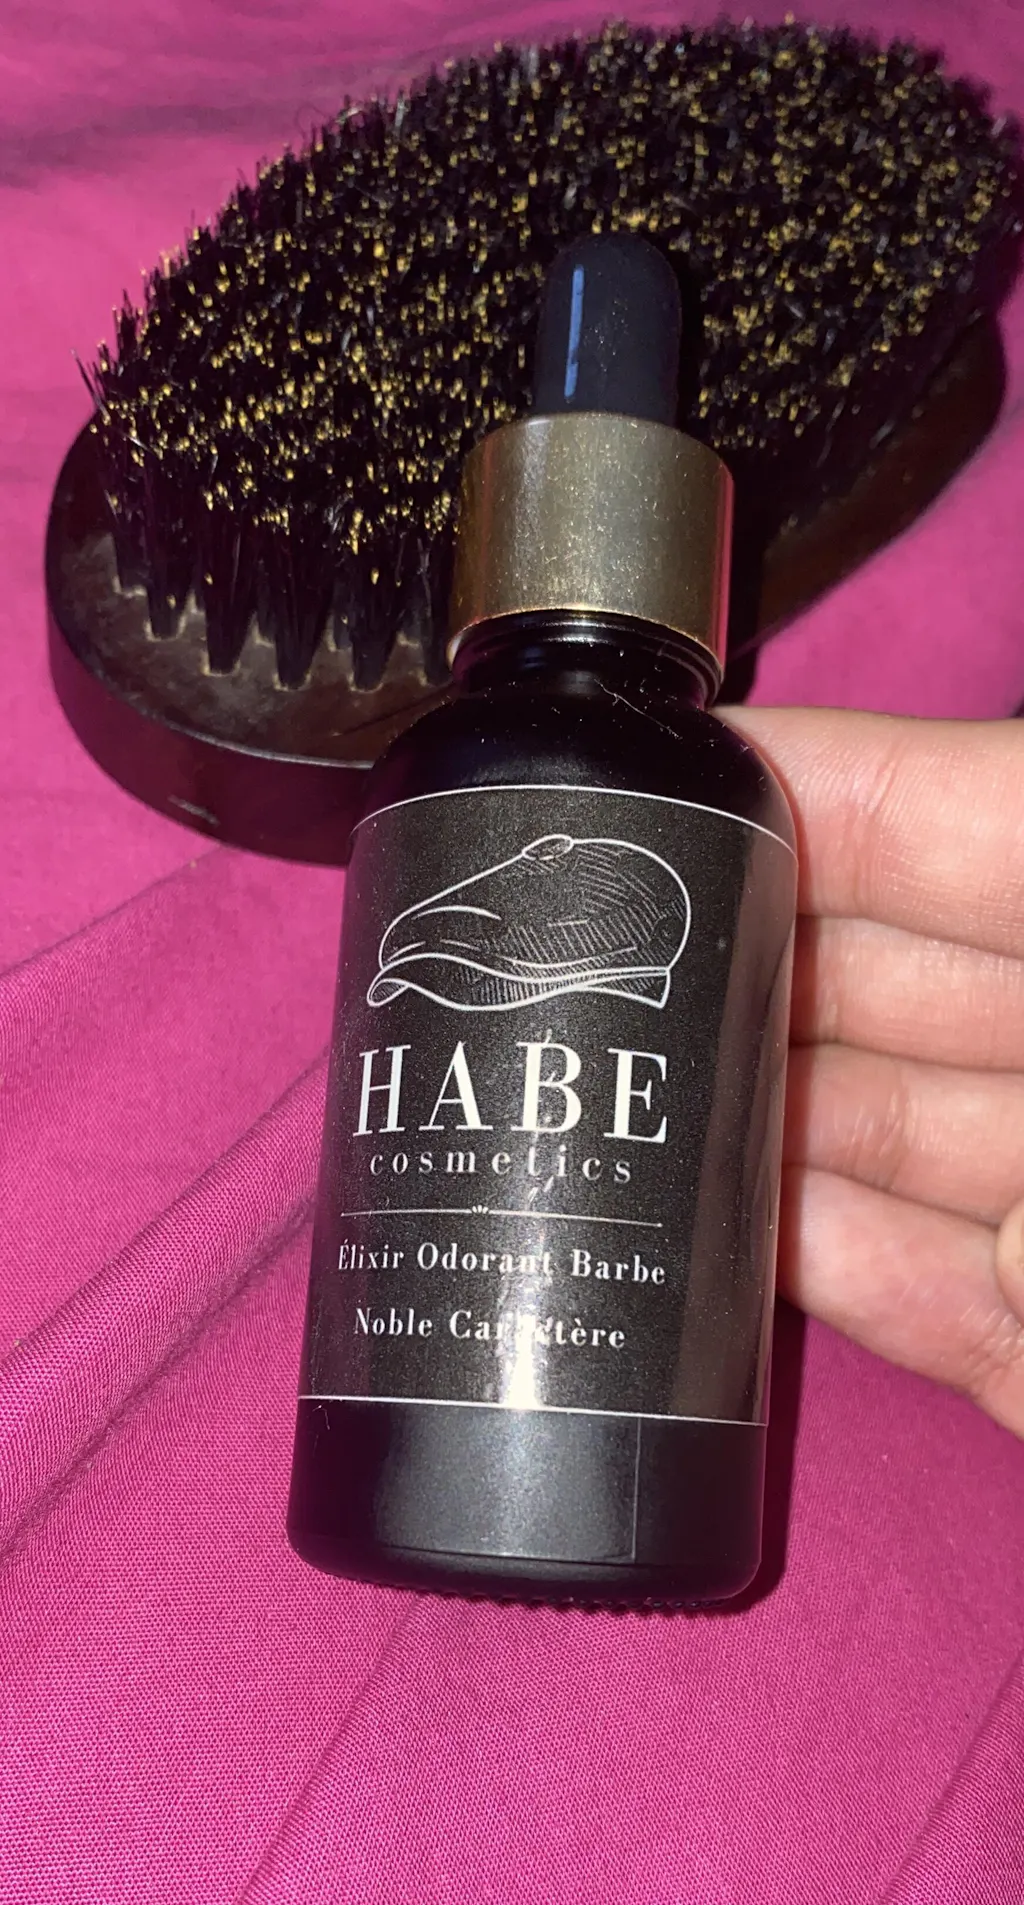 HABE
cosmetics
Élixir Odorant Barbe
Noble Caractère